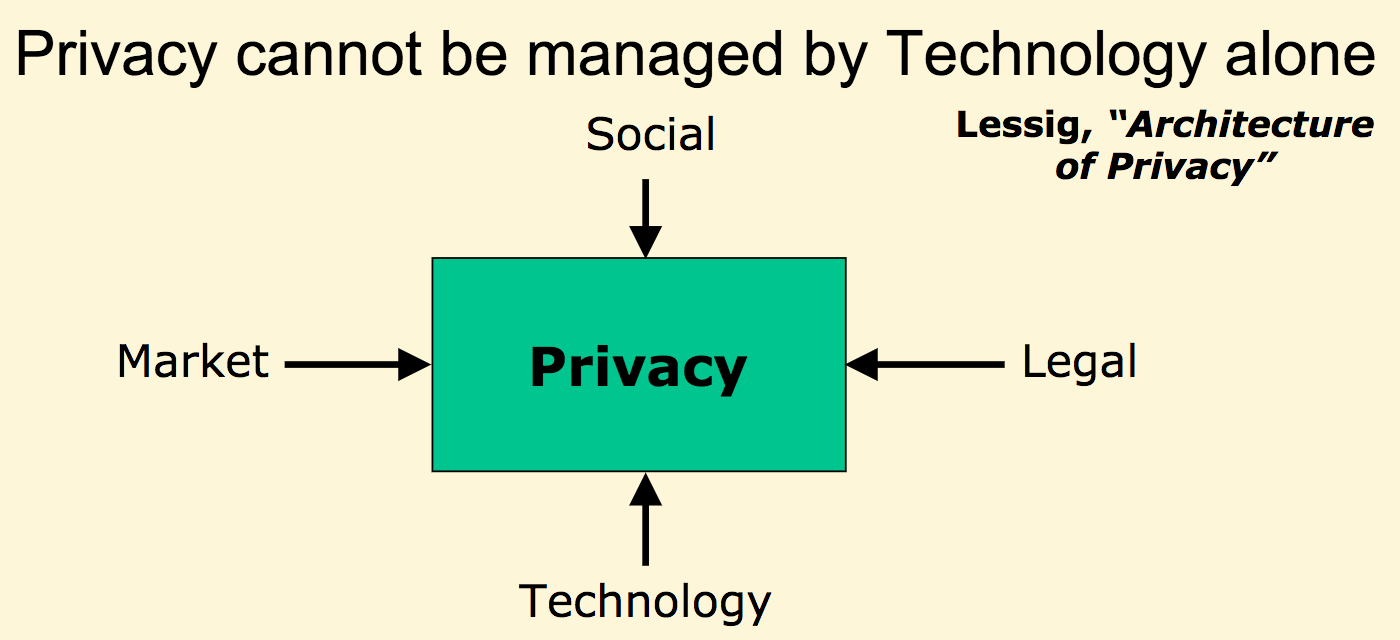 Privacy cannot be managed by Technology alone
Lessig, “Architecture
of Privacy”
Social
Market
Privacy
Legal
Technology